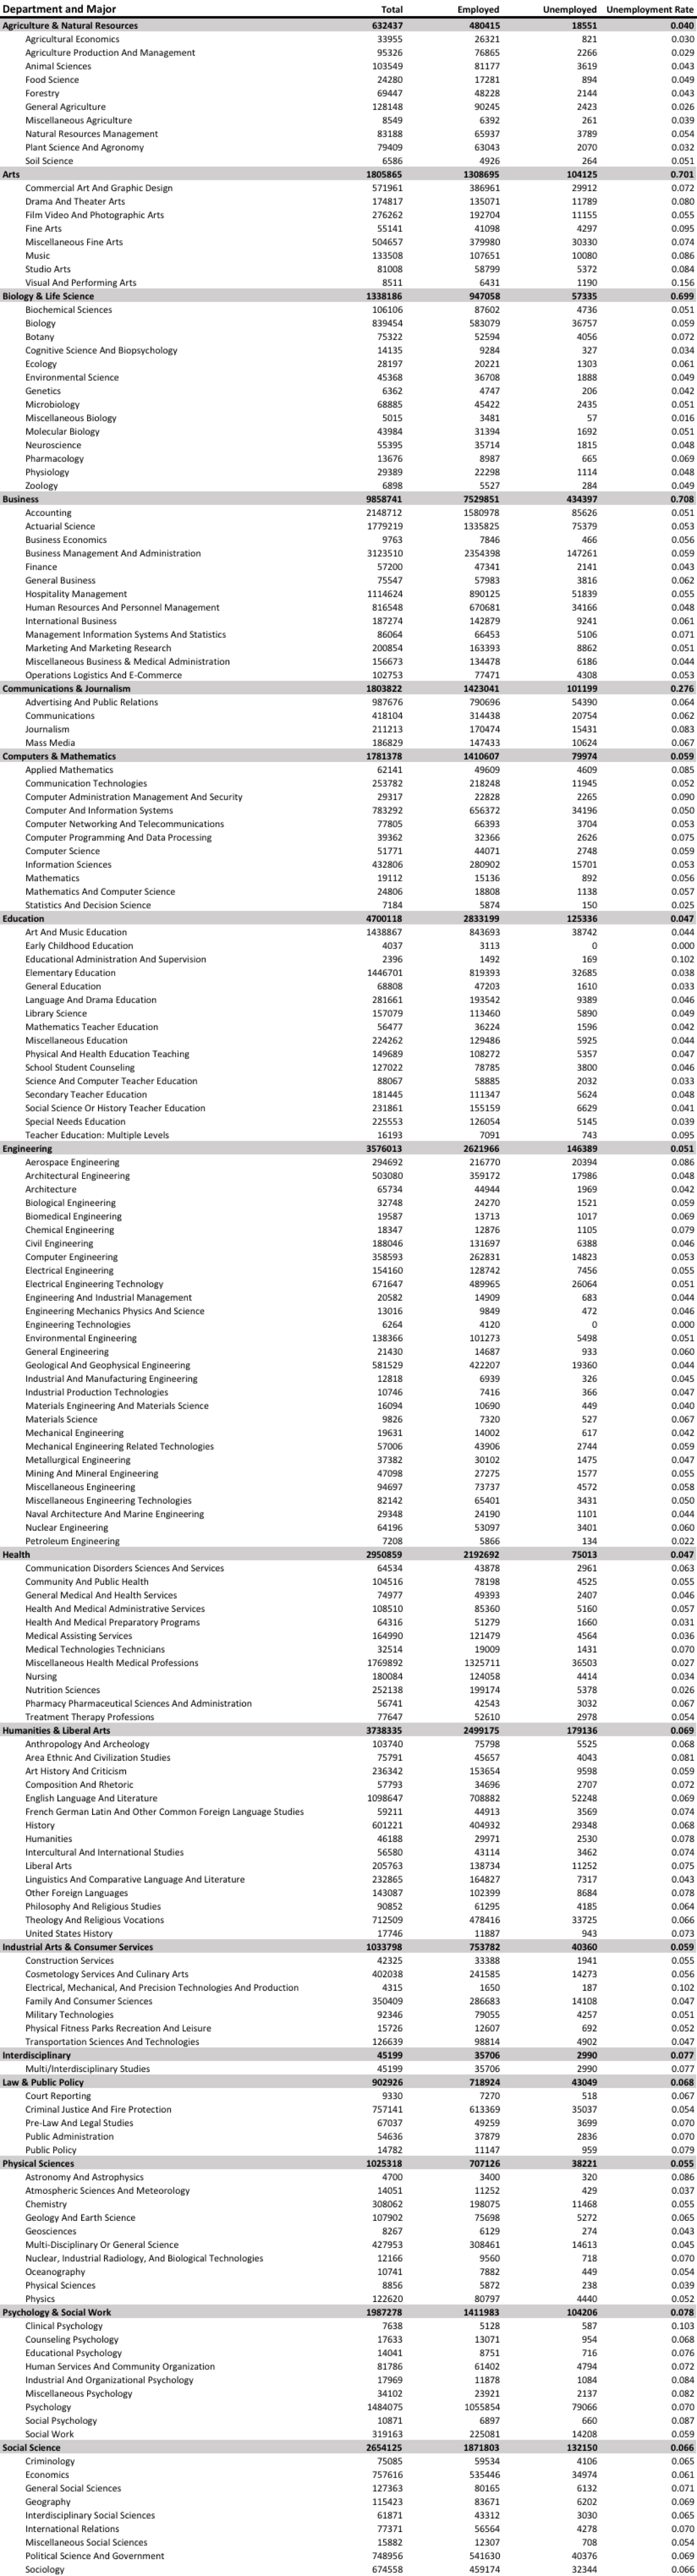 Department and Major Total Employed Unemployed Unemployment Rate
Agriculture & Natural Resources 632437 480415 18551 0.040
Agricultural Economics 33955 26321 821 0.030
Agriculture Production And Management 95326 76865 2266 0.029
Animal Sciences 103549 81177 3619 0.043
Food Science 24280 17281 894 0.049
Forestry 69447 48228 2144 0.043
General Agriculture 128148 90245 2423 0.026
Miscellaneous Agriculture 8549 6392 261 0.039
Natural Resources Management 83188 65937 3789 0.054
Plant Science And Agronomy 79409 63043 2070 0.032
Soil Science 6586 4926 264 0.051
Arts 1805865 1308695 104125 0.701
Commercial Art And Graphic Design 571961 386961 29912 0.072
Drama And Theater Arts 174817 135071 11789 0.080
Film Video And Photographic Arts 276262 192704 11155 0.055
Fine Arts 55141 41098 4297 0.095
Miscellaneous Fine Arts 504657 379980 30330 0.074
Music 133508 107651 10080 0.086
Studio Arts 81008 58799 5372 0.084
Visual And Performing Arts 8511 6431 1190 0.156
Biology & Life Science 1338186 947058 57335 0.699
Biochemical Sciences 106106 87602 4736 0.051
Biology 839454 583079 36757 0.059
Botany 75322 52594 4056 0.072
Cognitive Science And Biopsychology 14135 9284 327 0.034
Ecology 28197 20221 1303 0.061
Environmental Science 45368 36708 1888 0.049
Genetics 6362 4747 206 0.042
Microbiology 68885 45422 2435 0.051
Miscellaneous Biology 5015 3481 57 0.016
Molecular Biology 43984 31394 1692 0.051
Neuroscience 55395 35714 1815 0.048
Pharmacology 13676 8987 665 0.069
Physiology 29389 22298 1114 0.048
Zoology 6898 5527 284 0.049
Business 9858741 7529851 434397 0.708
Accounting 2148712 1580978 85626 0.051
Actuarial Science 1779219 1335825 75379 0.053
Business Economics 9763 7846 466 0.056
Business Management And Administration 3123510 2354398 147261 0.059
Finance 57200 47341 2141 0.043
General Business 75547 57983 3816 0.062
Hospitality Management 1114624 890125 51839 0.055
Human Resources And Personnel Management 816548 670681 34166 0.048
International Business 187274 142879 9241 0.061
Management Information Systems And Statistics 86064 66453 5106 0.071
Marketing And Marketing Research 200854 163393 8862 0.051
Miscellaneous Business & Medical Administration 156673 134478 6186 0.044
Operations Logistics And E-Commerce 102753 77471 4308 0.053
Communications & Journalism 1803822 1423041 101199 0.276
Advertising And Public Relations 987676 790696 54390 0.064
Communications 418104 314438 20754 0.062
Journalism 211213 170474 15431 0.083
Mass Media 186829 147433 10624 0.067
Computers & Mathematics 1781378 1410607 79974 0.059
Applied Mathematics 62141 49609 4609 0.085
Communication Technologies 253782 218248 11945 0.052
Computer Administration Management And Security 29317 22828 2265 0.090
Computer And Information Systems 783292 656372 34196 0.050
Computer Networking And Telecommunications 77805 66393 3704 0.053
Computer Programming And Data Processing 39362 32366 2626 0.075
Computer Science 51771 44071 2748 0.059
Information Sciences 432806 280902 15701 0.053
Mathematics 19112 15136 892 0.056
Mathematics And Computer Science 24806 18808 1138 0.057
Statistics And Decision Science 7184 5874 150 0.025
Education 4700118 2833199 125336 0.047
Art And Music Education 1438867 843693 38742 0.044
Early Childhood Education 4037 3113 0 0.000
Educational Administration And Supervision 2396 1492 169 0.102
Elementary Education 1446701 819393 32685 0.038
General Education 68808 47203 1610 0.033
Language And Drama Education 281661 193542 9389 0.046
Library Science 157079 113460 5890 0.049
Mathematics Teacher Education 56477 36224 1596 0.042
Miscellaneous Education 224262 129486 5925 0.044
Physical And Health Education Teaching 149689 108272 5357 0.047
School Student Counseling 127022 78785 3800 0.046
Science And Computer Teacher Education 88067 58885 2032 0.033
Secondary Teacher Education 181445 111347 5624 0.048
Social Science Or History Teacher Education 231861 155159 6629 0.041
Special Needs Education 225553 126054 5145 0.039
Teacher Education: Multiple Levels 16193 7091 743 0.095
Engineering 3576013 2621966 146389 0.051
Aerospace Engineering 294692 216770 20394 0.086
Architectural Engineering 503080 359172 17986 0.048
Architecture 65734 44944 1969 0.042
Biological Engineering 32748 24270 1521 0.059
Biomedical Engineering 19587 13713 1017 0.069
Chemical Engineering 18347 12876 1105 0.079
Civil Engineering 188046 131697 6388 0.046
Computer Engineering 358593 262831 14823 0.053
Electrical Engineering 154160 128742 7456 0.055
Electrical Engineering Technology 671647 489965 26064 0.051
Engineering And Industrial Management 20582 14909 683 0.044
Engineering Mechanics Physics And Science 13016 9849 472 0.046
Engineering Technologies 6264 4120 0 0.000
Environmental Engineering 138366 101273 5498 0.051
General Engineering 21430 14687 933 0.060
Geological And Geophysical Engineering 581529 422207 19360 0.044
Industrial And Manufacturing Engineering 12818 6939 326 0.045
Industrial Production Technologies 10746 7416 366 0.047
Materials Engineering And Materials Science 16094 10690 449 0.040
Materials Science 9826 7320 527 0.067
Mechanical Engineering 19631 14002 617 0.042
Mechanical Engineering Related Technologies 57006 43906 2744 0.059
Metallurgical Engineering 37382 30102 1475 0.047
Mining And Mineral Engineering 47098 27275 1577 0.055
Miscellaneous Engineering 94697 73737 4572 0.058
Miscellaneous Engineering Technologies 82142 65401 3431 0.050
Naval Architecture And Marine Engineering 29348 24190 1101 0.044
Nuclear Engineering 64196 53097 3401 0.060
Petroleum Engineering 7208 5866 134 0.022
Health 2950859 2192692 75013 0.047
Communication Disorders Sciences And Services 64534 43878 2961 0.063
Community And Public Health 104516 78198 4525 0.055
General Medical And Health Services 74977 49393 2407 0.046
Health And Medical Administrative Services 108510 85360 5160 0.057
Health And Medical Preparatory Programs 64316 51279 1660 0.031
Medical Assisting Services 164990 121479 4564 0.036
Medical Technologies Technicians 32514 19009 1431 0.070
Miscellaneous Health Medical Professions 1769892 1325711 36503 0.027
Nursing 180084 124058 4414 0.034
Nutrition Sciences 252138 199174 5378 0.026
Pharmacy Pharmaceutical Sciences And Administration 56741 42543 3032 0.067
Treatment Therapy Professions 77647 52610 2978 0.054
Humanities & Liberal Arts 3738335 2499175 179136 0.069
Anthropology And Archeology 103740 75798 5525 0.068
Area Ethnic And Civilization Studies 75791 45657 4043 0.081
Art History And Criticism 236342 153654 9598 0.059
Composition And Rhetoric 57793 34696 2707 0.072
English Language And Literature 1098647 708882 52248 0.069
French German Latin And Other Common Foreign Language Studies 59211 44913 3569 0.074
History 601221 404932 29348 0.068
Humanities 46188 29971 2530 0.078
Intercultural And International Studies 56580 43114 3462 0.074
Liberal Arts 205763 138734 11252 0.075
Linguistics And Comparative Language And Literature 232865 164827 7317 0.043
Other Foreign Languages 143087 102399 8684 0.078
Philosophy And Religious Studies 90852 61295 4185 0.064
Theology And Religious Vocations 712509 478416 33725 0.066
United States History 17746 11887 943 0.073
Industrial Arts & Consumer Services 1033798 753782 40360 0.059
Construction Services 42325 33388 1941 0.055
Cosmetology Services And Culinary Arts 402038 241585 14273 0.056
Electrical, Mechanical, And Precision Technologies And Production 4315 1650 187 0.102
Family And Consumer Sciences 350409 286683 14108 0.047
Military Technologies 92346 79055 4257 0.051
Physical Fitness Parks Recreation And Leisure 15726 12607 692 0.052
Transportation Sciences And Technologies 126639 98814 4902 0.047
Interdisciplinary 45199 35706 2990 0.077
Multi/Interdisciplinary Studies 45199 35706 2990 0.077
Law & Public Policy 902926 718924 43049 0.068
Court Reporting 9330 7270 518 0.067
Criminal Justice And Fire Protection 757141 613369 35037 0.054
Pre-Law And Legal Studies 67037 49259 3699 0.070
Public Administration 54636 37879 2836 0.070
Public Policy 14782 11147 959 0.079
Physical Sciences 1025318 707126 38221 0.055
Astronomy And Astrophysics 4700 3400 320 0.086
Atmospheric Sciences And Meteorology 14051 11252 429 0.037
Chemistry 308062 198075 11468 0.055
Geology And Earth Science 107902 75698 5272 0.065
Geosciences 8267 6129 274 0.043
Multi-Disciplinary Or General Science 427953 308461 14613 0.045
Nuclear, Industrial Radiology, And Biological Technologies 12166 9560 718 0.070
Oceanography 10741 7882 449 0.054
Physical Sciences 8856 5872 238 0.039
Physics 122620 80797 4440 0.052
Psychology & Social Work 1987278 1411983 104206 0.078
Clinical Psychology 7638 5128 587 0.103
Counseling Psychology 17633 13071 954 0.068
Educational Psychology 14041 8751 716 0.076
Human Services And Community Organization 81786 61402 4794 0.072
Industrial And Organizational Psychology 17969 11878 1084 0.084
Miscellaneous Psychology 34102 23921 2137 0.082
Psychology 1484075 1055854 79066 0.070
Social Psychology 10871 6897 660 0.087
Social Work 319163 225081 14208 0.059
Social Science 2654125 1871803 132150 0.066
Criminology 75085 59534 4106 0.065
Economics 757616 535446 34974 0.061
General Social Sciences 127363 80165 6132 0.071
Geography 115423 83671 6202 0.069
Interdisciplinary Social Sciences 61871 43312 3030 0.065
International Relations 77371 56564 4278 0.070
Miscellaneous Social Sciences 15882 12307 708 0.054
Political Science And Government 748956 541630 40376 0.069
Sociology 674558 459174 32344 0.066